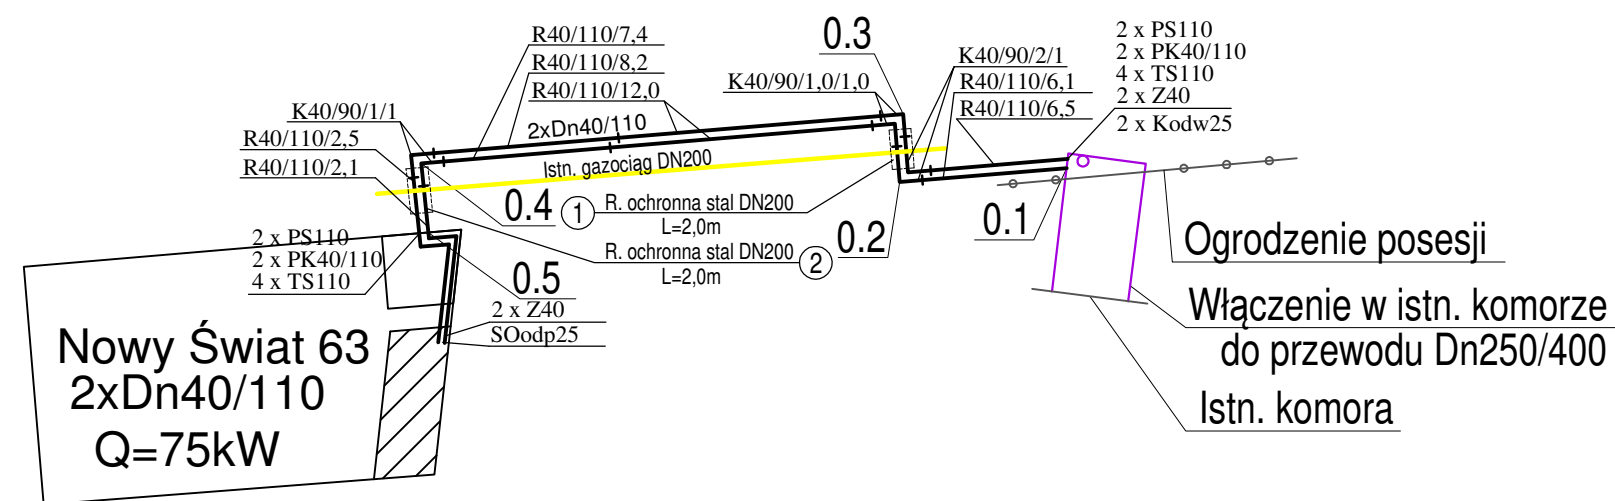 R40/110/7,4
R40/110/8,2
R40/110/12,0
K40/90/1/1
R40/110/2,5
R40/110/2,1
2xDn40/110
Istn. gazociąg DN200
0.3
K40/90/1,0/1,0
K40/90/2/1
R40/110/6,1
R40/110/6,5
2 x PS110
2 x PK40/110
4 x TS110
2 x Z40
2 x Kodw25
0.4
1
R. ochronna stal DN200
L=2,0m
R. ochronna stal DN200
L=2,0m
2
0.2
0.1
Ogrodzenie posesji
2 x PS110
2 x PK40/110
4 x TS110
0.5
2 x Z40
SOodp25
Włączenie w istn. komorze
do przewodu Dn250/400
Istn. komora
Nowy Świat 63
2xDn40/110
Q=75kW